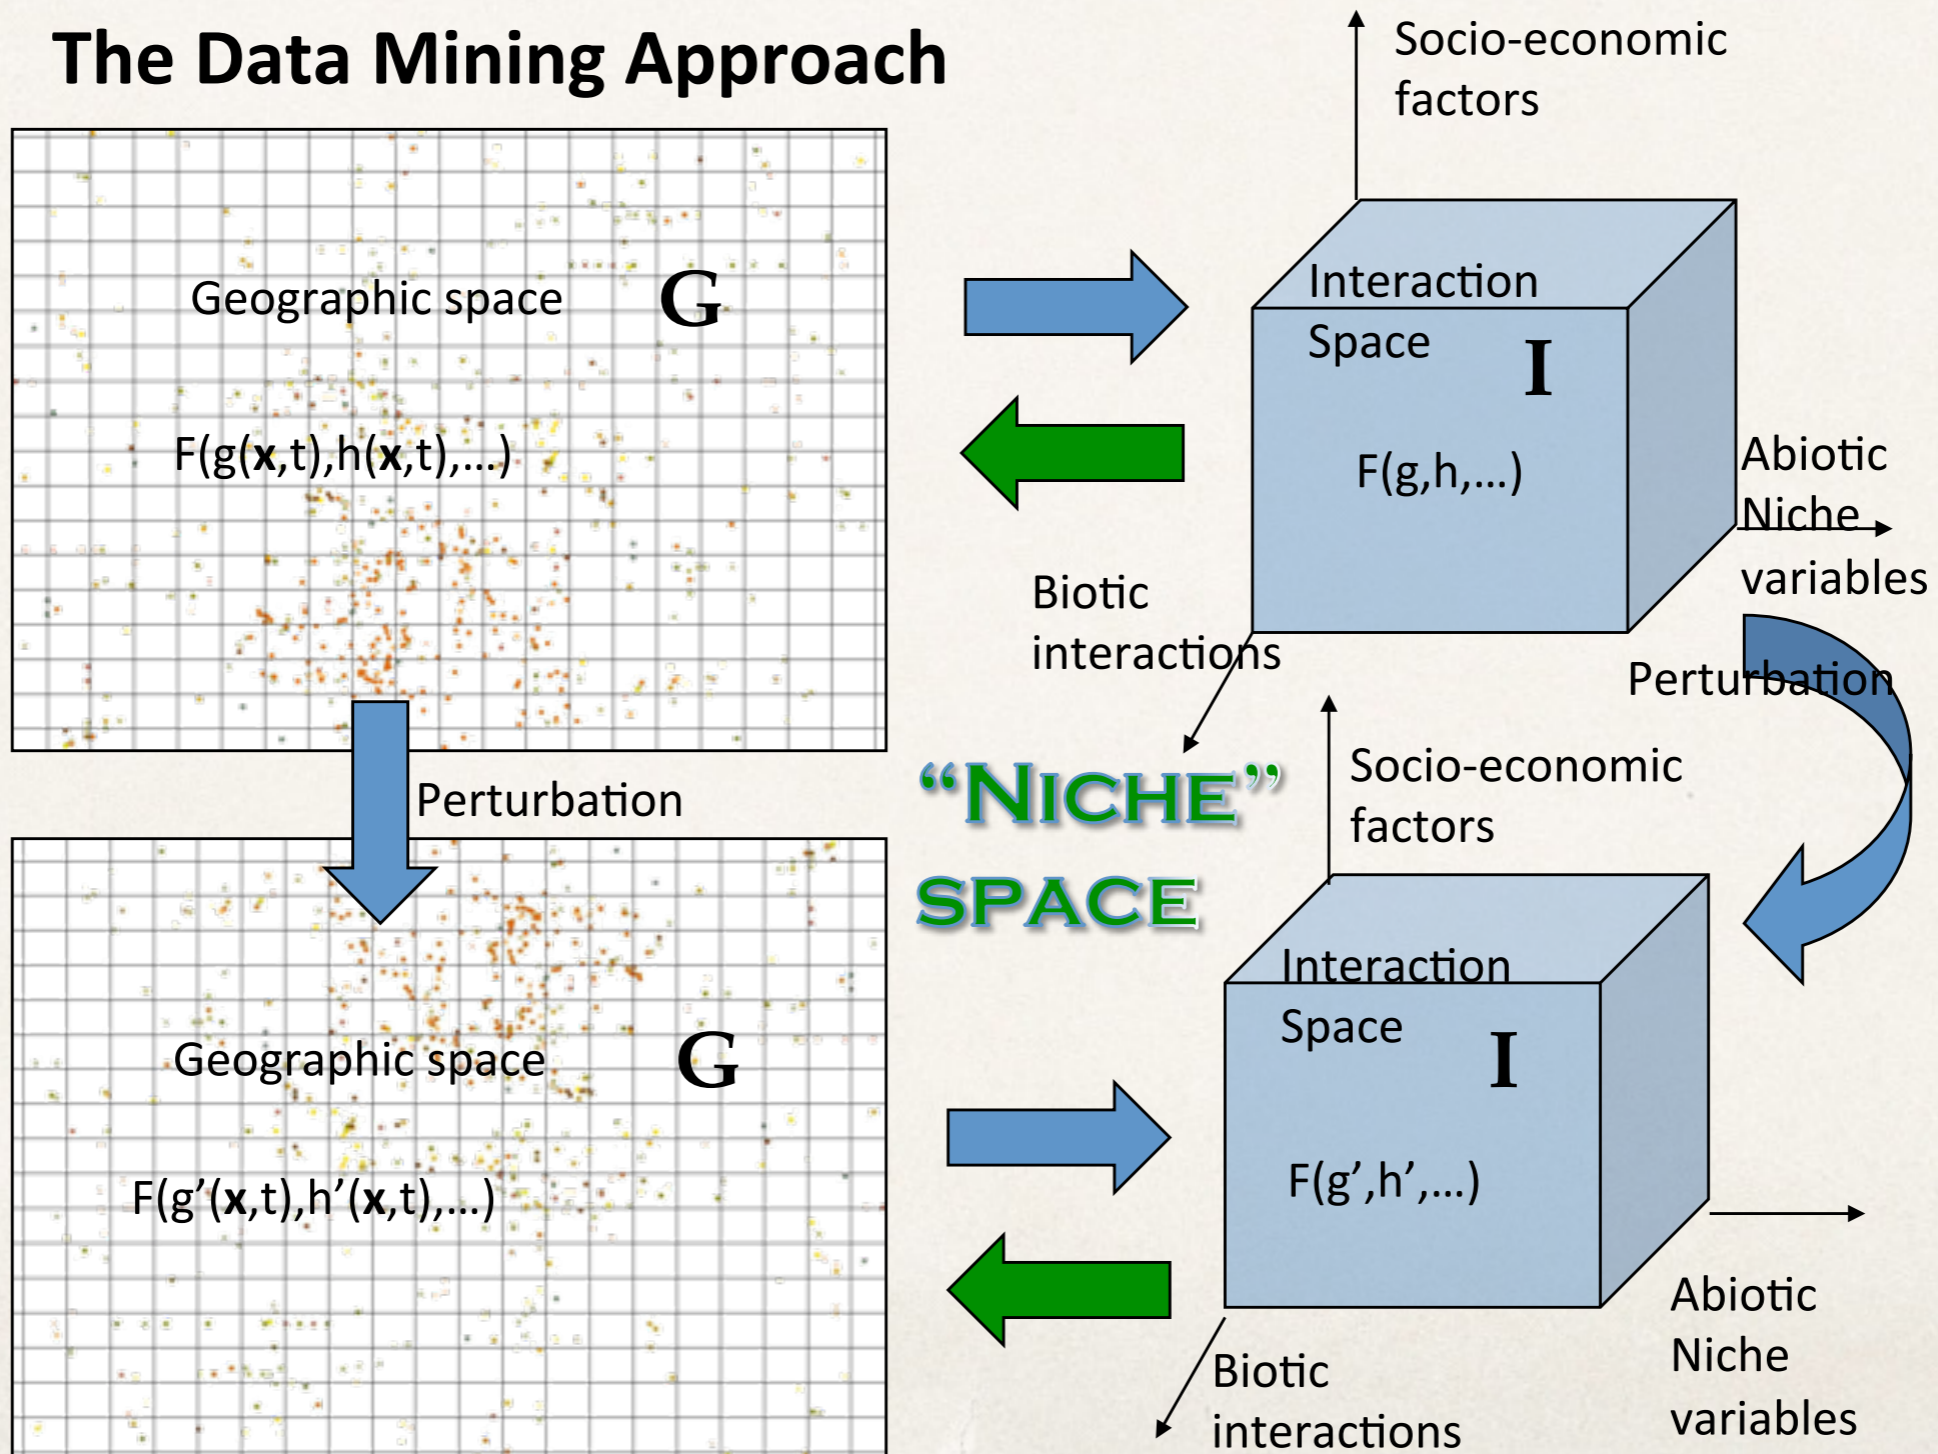 The Data Mining Approach
Socio-economic
factors
Geographic space G
F(g(x,t),h(x,t),...)
Interaction
Space I
F(g,h,...)
Abiotic
Niche
variables
Biotic
interactions
Perturbation
Perturbation
“NICHE”
SPACE
Socio-economic
factors
Geographic space G
F(g’(x,t),h’(x,t),...)
Interaction
Space I
F(g’,h’,...)
Abiotic
Niche
variables
Biotic
interactions